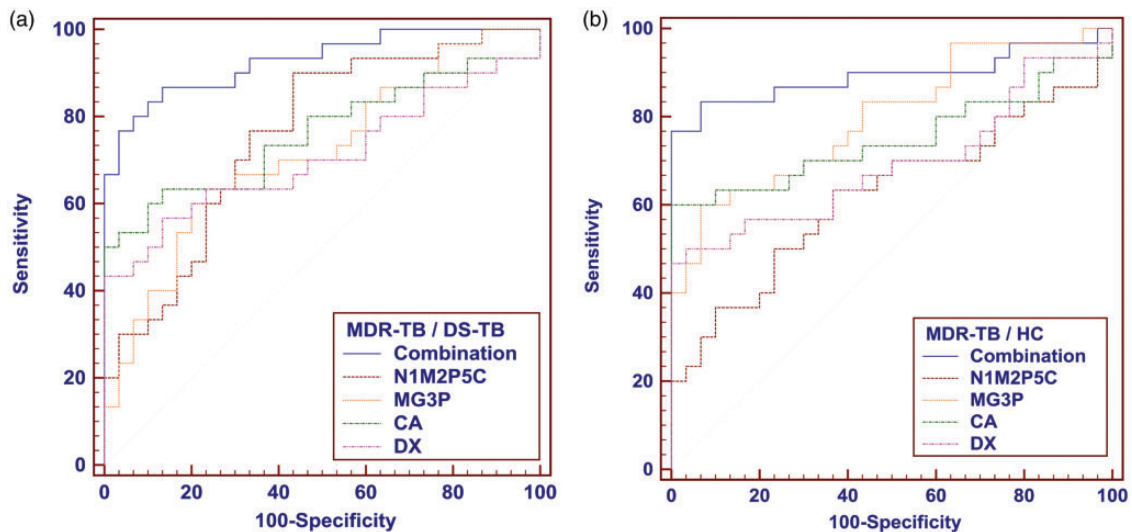 (a)
100
80
60
40
20
0
Sensitivity
MDR-TB / DS-TB
Combination
N1M2P5C
MG3P
CA
DX
0 20 40 60 80 100
100-Specificity
(b)
100
80
60
40
20
0
Sensitivity
MDR-TB / HC
Combination
N1M2P5C
MG3P
CA
DX
0 20 40 60 80 100
100-Specificity